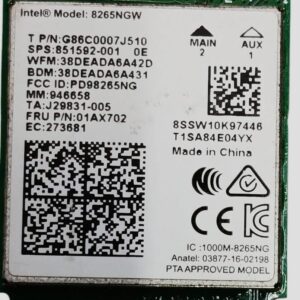 Intel® Model: 8265NGW
T P/N:G86C0007J510
SPS:851592-001 0E
WFM:38DEADA6A42D
BDM:38DEADA6A431
FCC ID:PD98265NG
MM:946658
TA:J29831-005
FRU P/N:01AX702
EC:273681
MAIN AUX
2 1
8SSW10K97446
T1SA84E04YX
Made in China
CE
IC :1000M-8265NG
Anatel: 03877-16-02198
PTA APPROVED MODEL